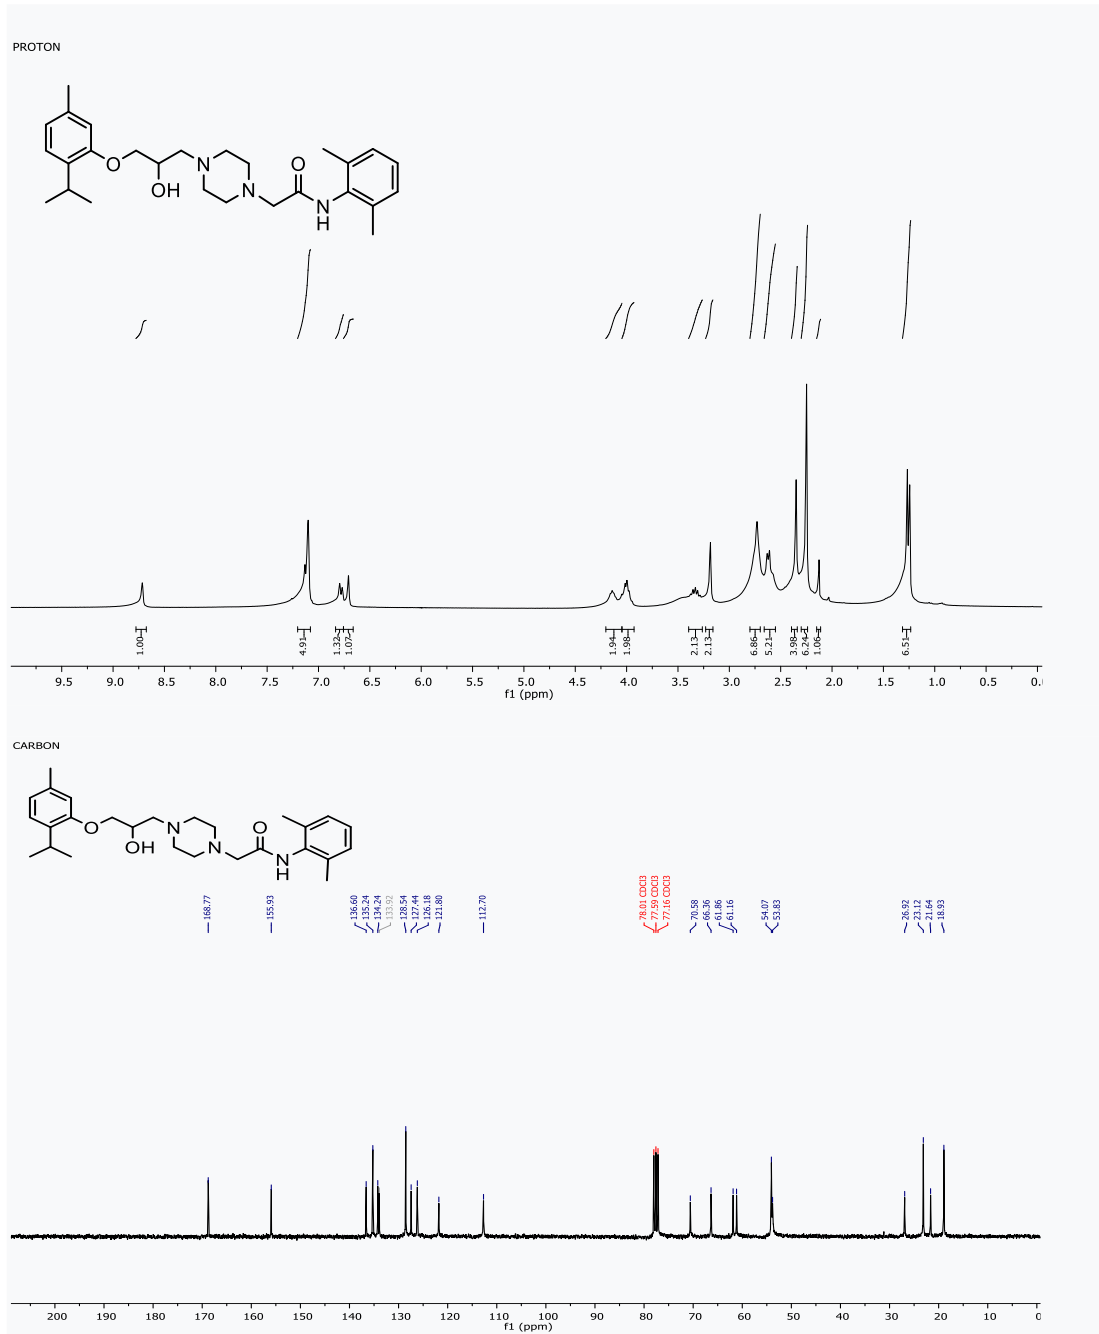 PROTON
O
OH
N
N
O
N
H
1.00
4.91
1.32
1.07
1.94
1.98
2.13
2.13
6.86
5.21
3.98
6.24
1.06
6.51
9.5 9.0 8.5 8.0 7.5 7.0 6.5 6.0 5.5 5.0 4.5 4.0 3.5 3.0 2.5 2.0 1.5 1.0 0.5 0.(
f1 (ppm)
CARBON
O
OH
N
N
O
N
H
168.77
155.93
136.60
135.24
134.24
133.92
128.54
127.44
126.18
121.80
112.70
78.01 CDCl3
77.59 CDCl3
77.16 CDCl3
70.58
66.36
61.86
61.16
54.07
53.83
26.92
23.12
21.64
18.93
200 190 180 170 160 150 140 130 120 110 100 90 80 70 60 50 40 30 20 10 0
f1 (ppm)